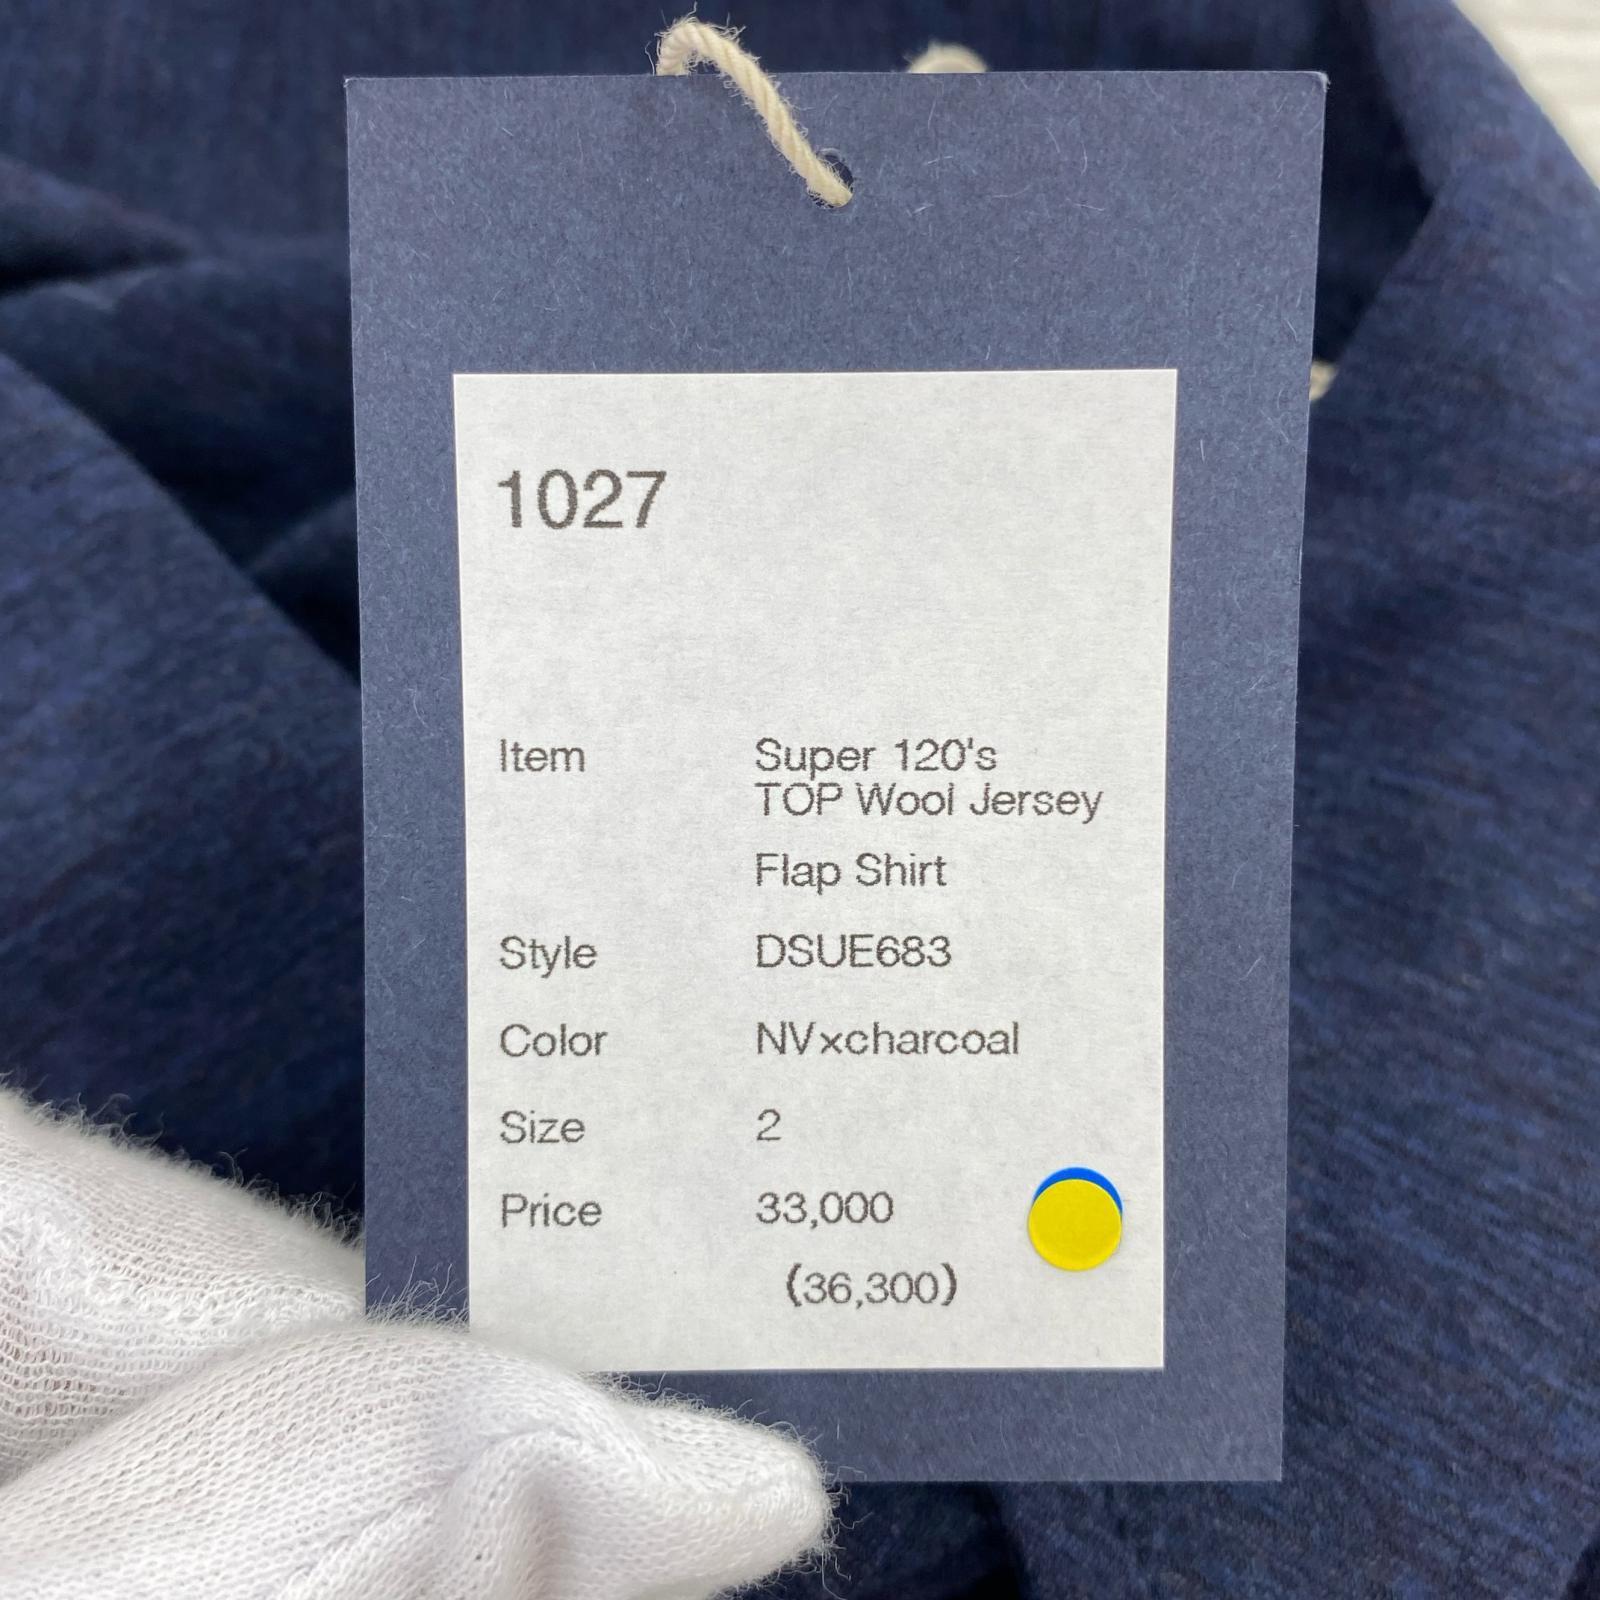 1027
Item Super 120's
TOP Wool Jersey
Flap Shirt
Style DSUE683
Color NV×charcoal
Size 2
Price 33,000
(36,300)